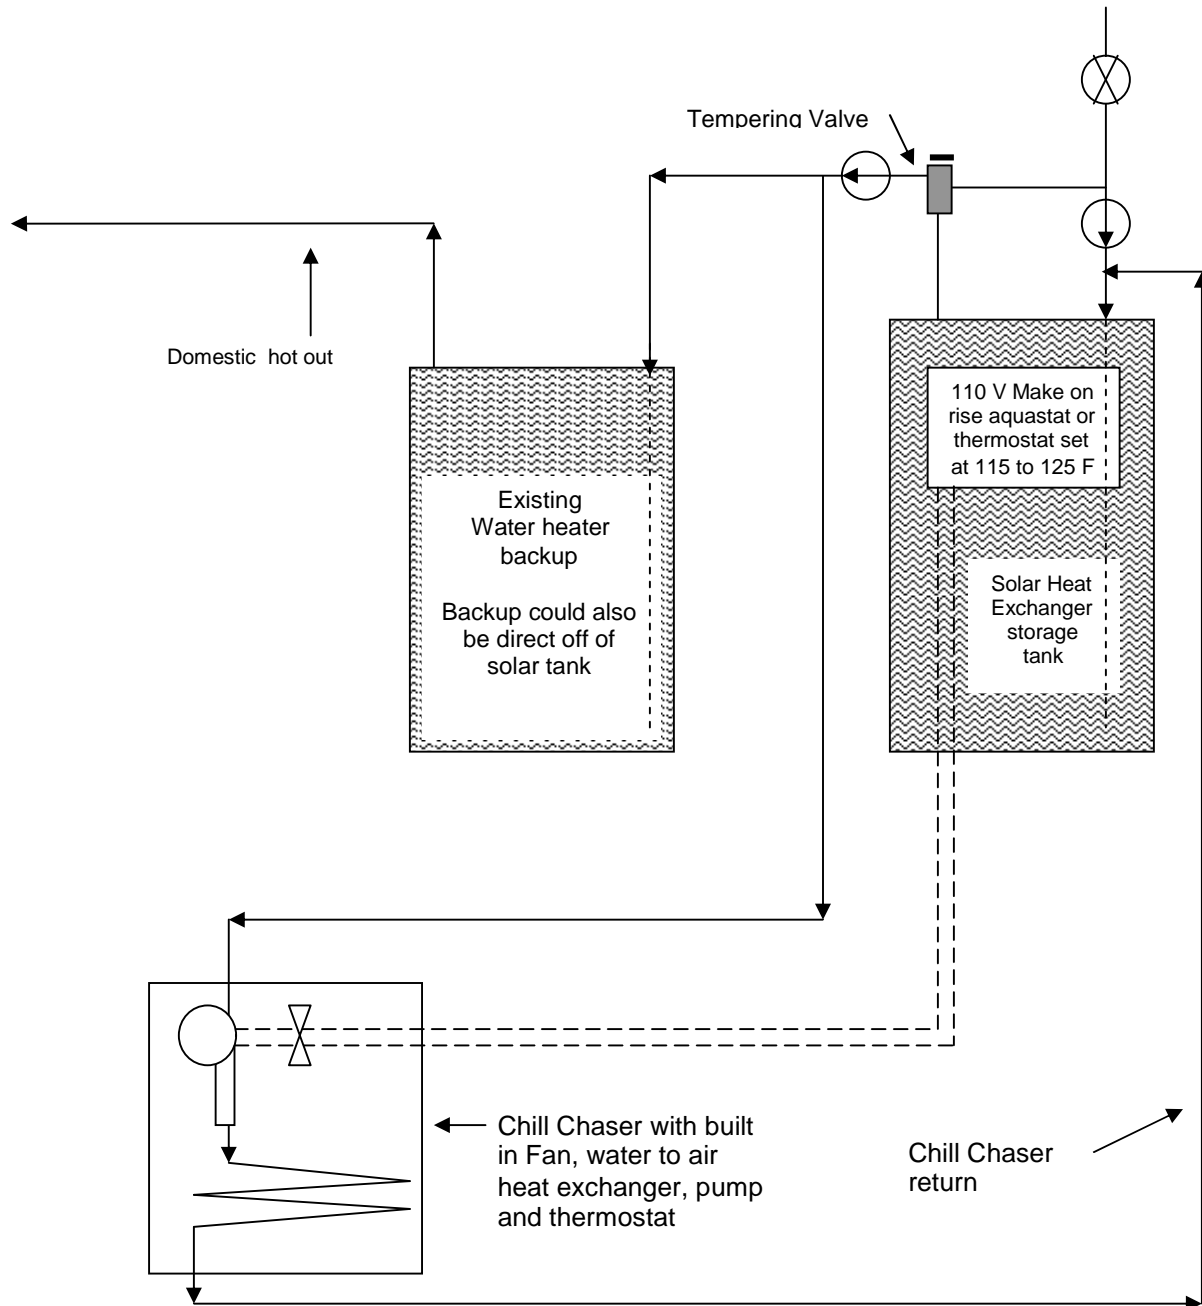 Tempering Valve
Domestic hot out
110 V Make on
rise aquastat or
thermostat set
at 115 to 125 F
Existing
Water heater
backup
Backup could also
be direct off of
solar tank
Solar Heat
Exchanger
storage
tank
Chill Chaser with built
in Fan, water to air
heat exchanger, pump
and thermostat
Chill Chaser
return